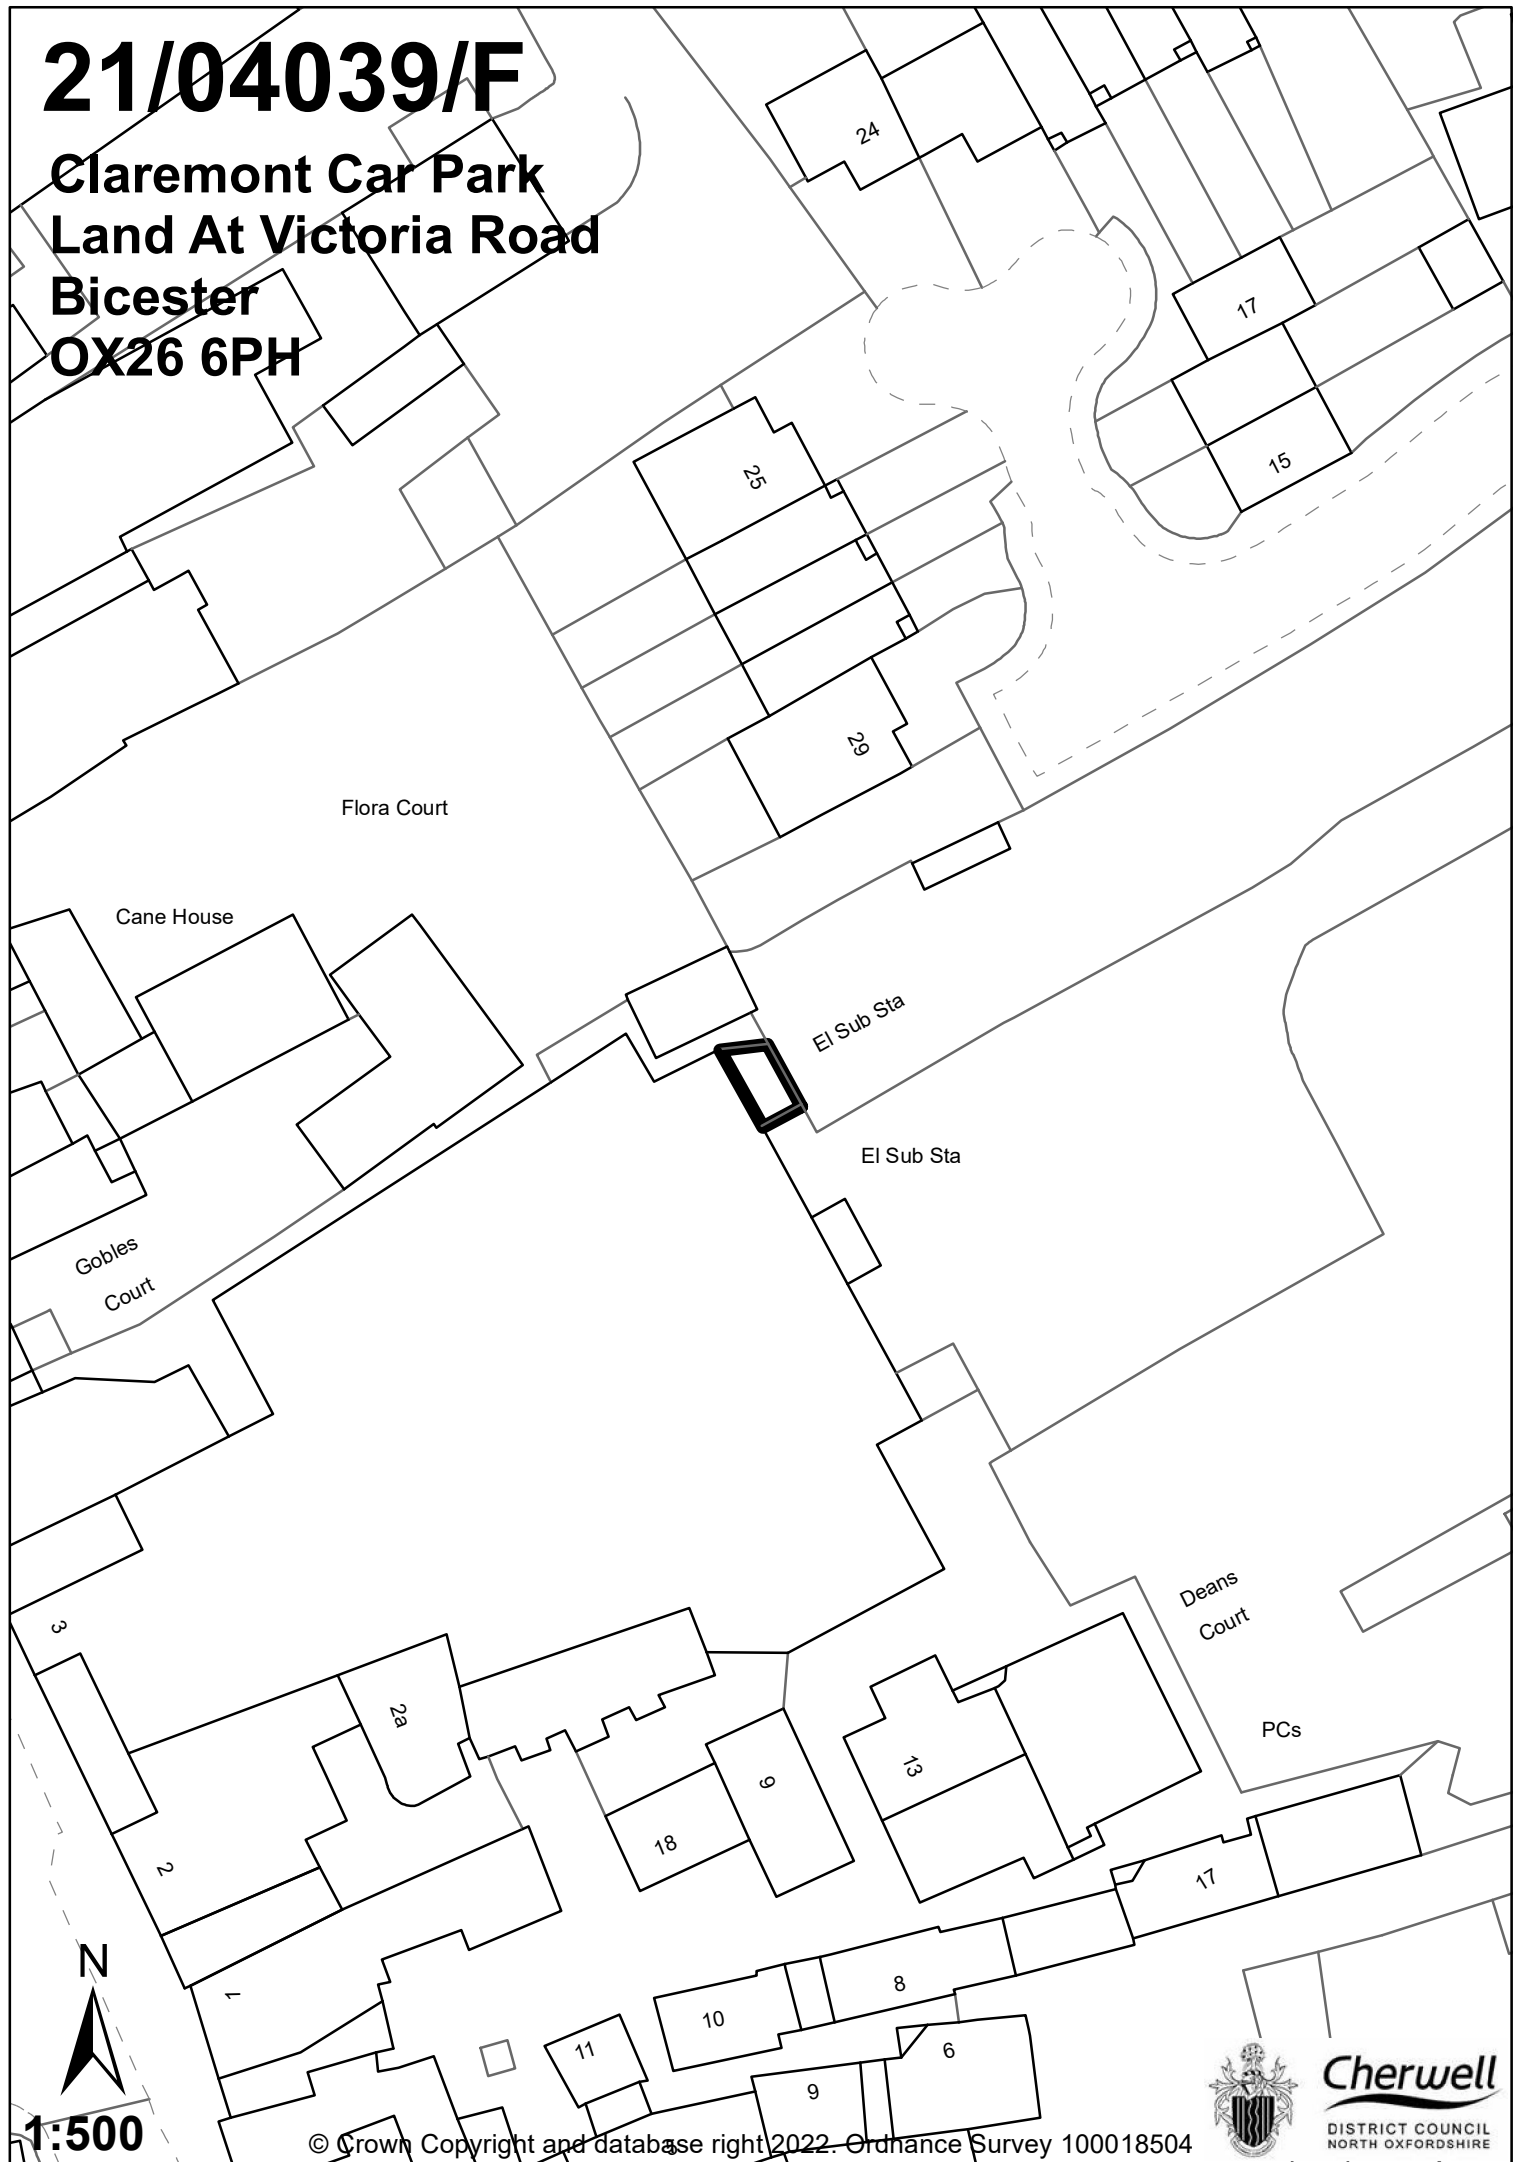 21/04039/F
Claremont Car Park
Land At Victoria Road
Bicester
OX26 6PH
24
17
15
25
29
Flora Court
Cane House
El Sub Sta
El Sub Sta
Gobles
Court
Deans
Court
3
2a
PCs
9
13
18
2
17
N
8
10
11
6
9
1:500
© Crown Copyright and database right 2022. Ordnance Survey 100018504
Cherwell
DISTRICT COUNCIL
NORTH OXFORDSHIRE